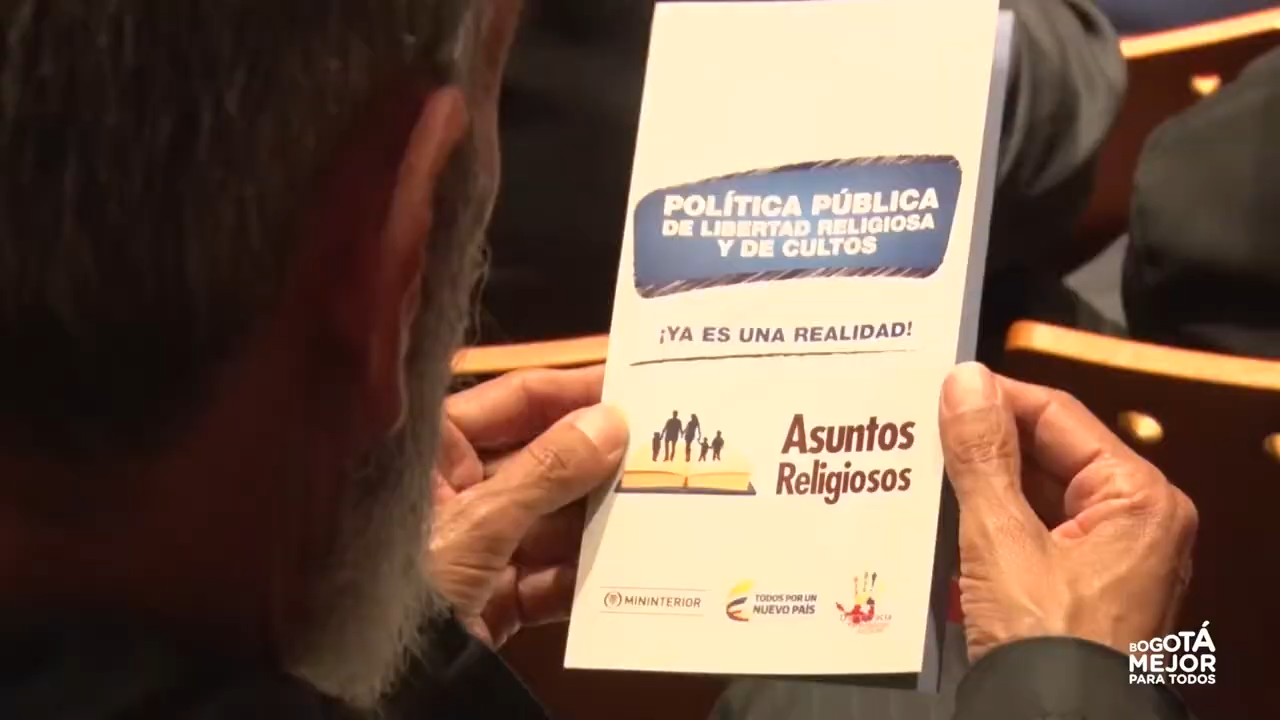 POLÍTICA PÚBLICA
DE LIBERTAD RELIGIOSA
Y DE CULTOS
¡YA ES UNA REALIDAD!
Asuntos
Religiosos
MININTERIOR
TODOS POR UN
NUEVO PAÍS
BOGOTÁ
MEJOR
PARA TODOS